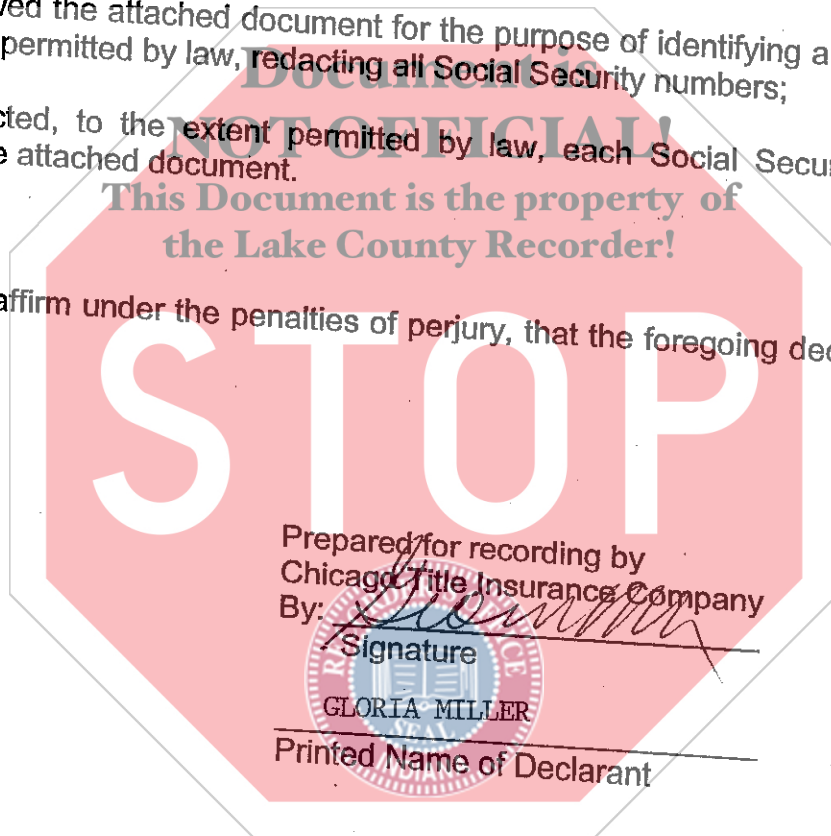 ved the attached document for the purpose of identifying a
permitted by law, redacting all Social Security numbers;
Document is
cted, to the extent permitted by law, each Social Secu
NOT OFFICIAL!
e attached document.
This Document is the property of
the Lake County Recorder!
affirm under the penalties of perjury, that the foregoing dec
STOP
Prepared for recording by
Chicago Title Insurance Company
By:
Signature
GLORIA MILLER
SEAL
INDIANA
Printed Name of Declarant